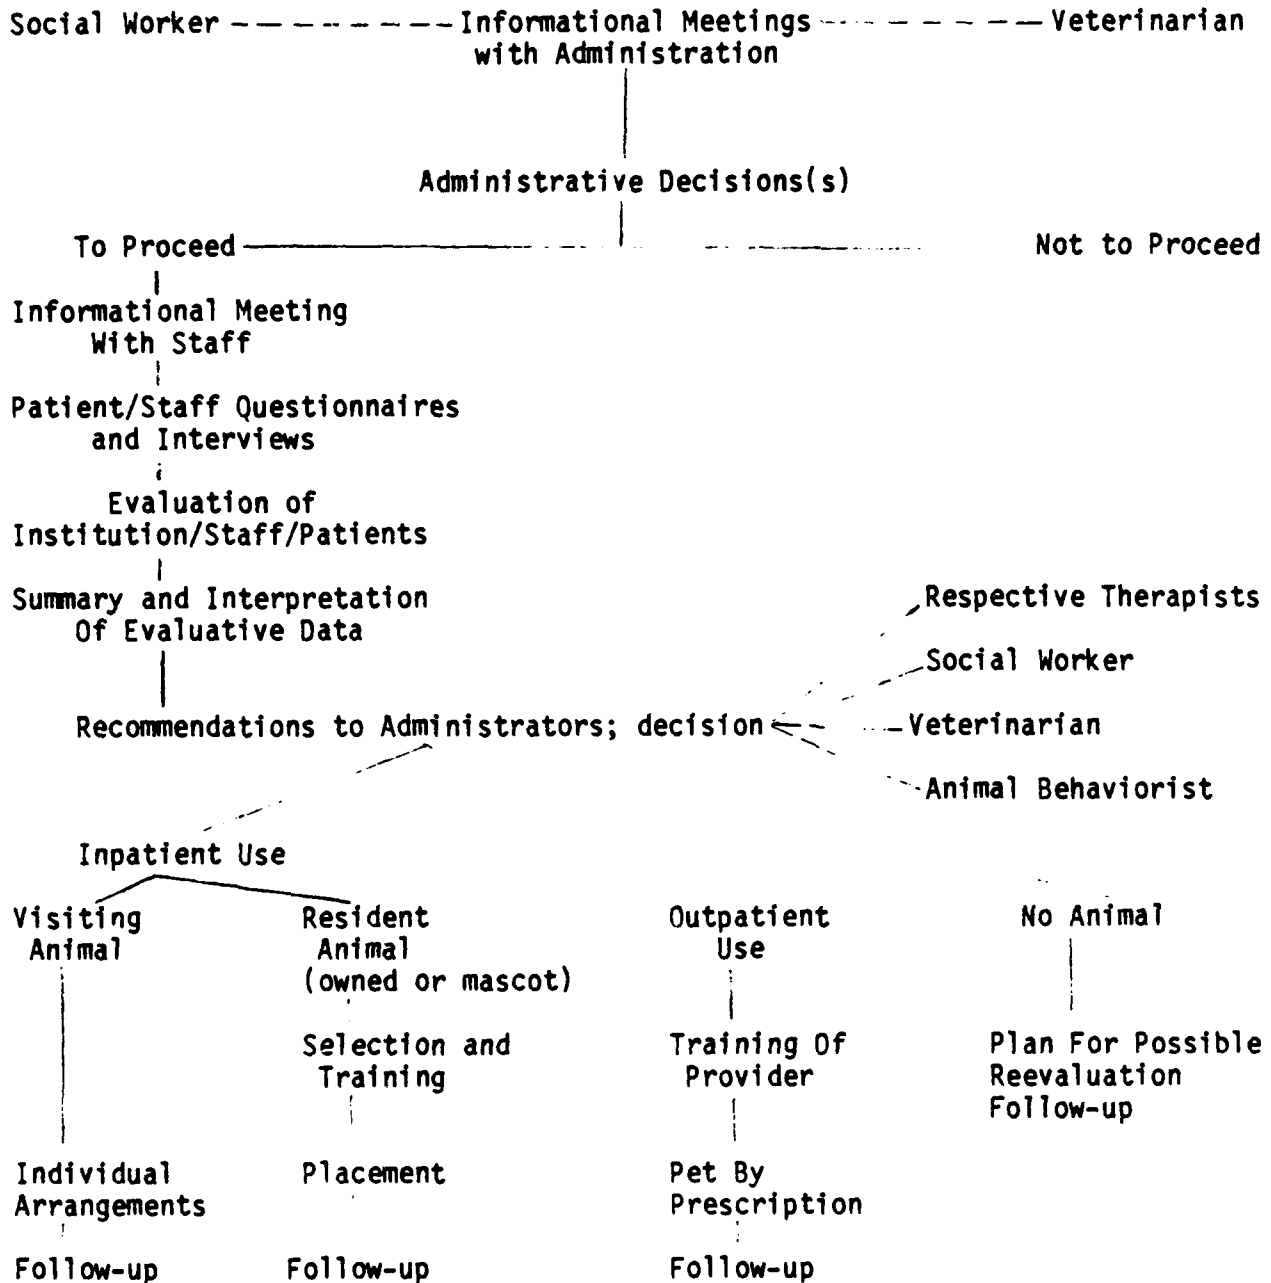 Social Worker Informational Meetings Veterinarian
with Administration
Administrative Decisions(s)
To Proceed Not to Proceed
Informational Meeting
With Staff
Patient/Staff Questionnaires
and Interviews
Evaluation of
Institution/Staff/Patients
Summary and Interpretation
Of Evaluative Data
Respective Therapists
Social Worker
Recommendations to Administrators; decision
Veterinarian
Animal Behaviorist
Inpatient Use
Visiting
Animal
Resident
Animal
(owned or mascot)
Outpatient
Use
No Animal
Selection and
Training
Training Of
Provider
Plan For Possible
Reevaluation
Follow-up
Individual
Arrangements
Placement
Pet By
Prescription
Follow-up
Follow-up
Follow-up